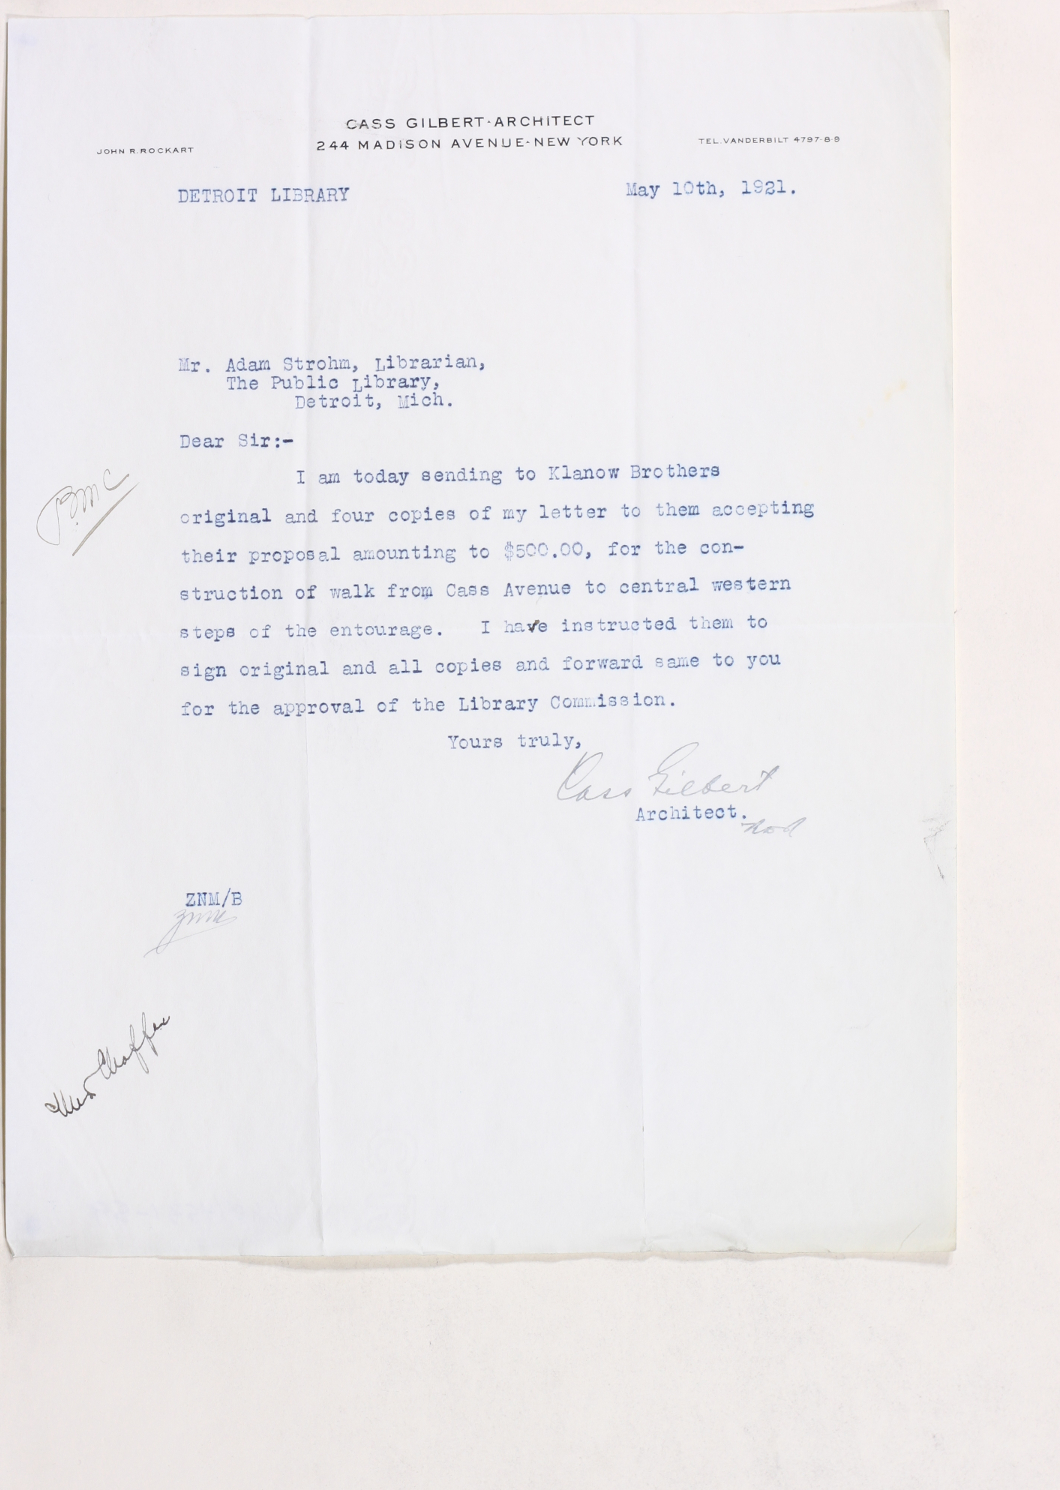 CASS GILBERT-ARCHITECT
244 MADISON AVENUE-NEW YORK
JOHN R. ROCKART
TEL. VANDERBILT 4797-8-9
DETROIT LIBRARY
May 10th, 1921.
Mr. Adam Strohm, Librarian,
The Public Library,
Detroit, Mich.
Dear Sir:-
I am today sending to Klanow Brothers
original and four copies of my letter to them accepting
their proposal amounting to $500.00, for the con-
struction of walk from Cass Avenue to central western
steps of the entourage. I have instructed them to
sign original and all copies and forward same to you
for the approval of the Library Commission.
Yours truly,
Cass Gilbert
Architect.
ZNM/B
ZNM
Chaffee